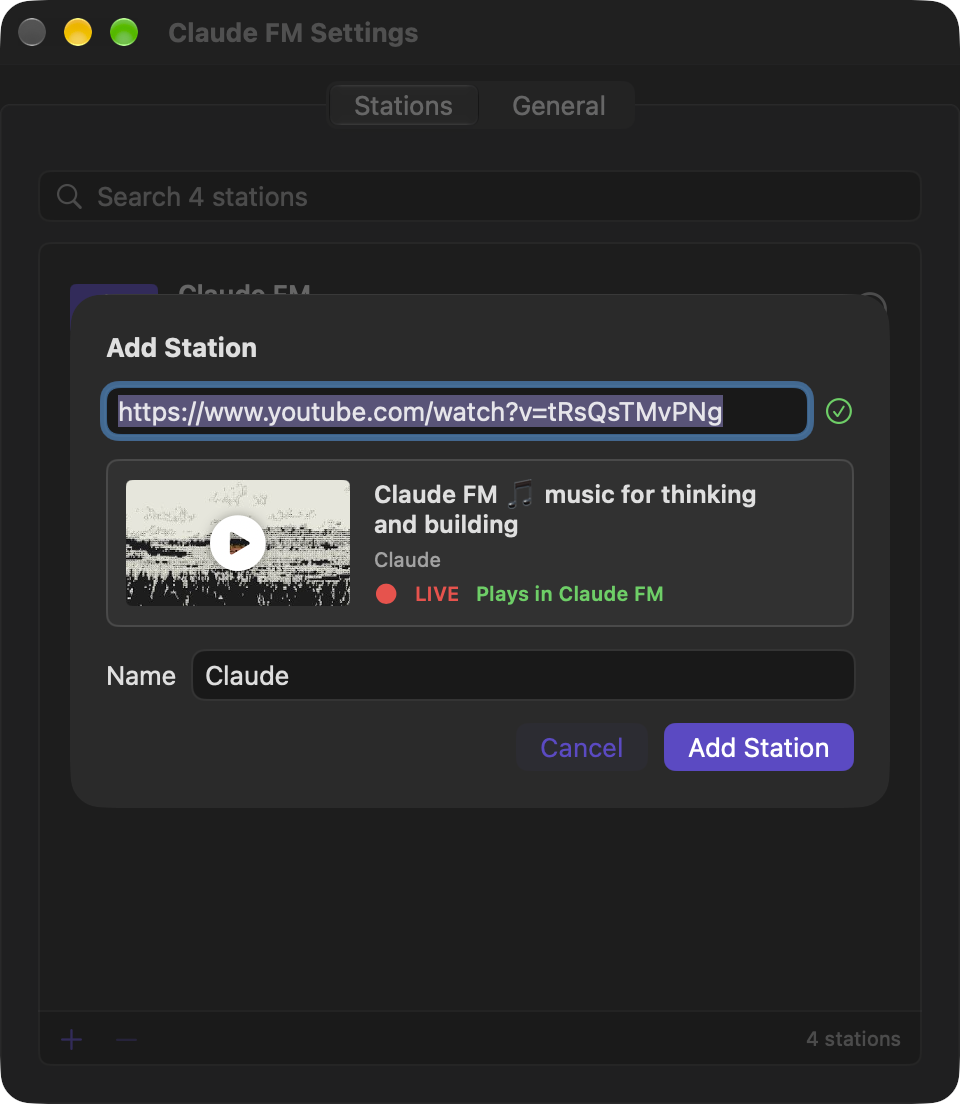 Claude FM Settings
Stations
General
Search 4 stations
Claude FM
Add Station
https://www.youtube.com/watch?v=tRsQsTMvPNg
Claude FM 🎵 music for thinking
and building
Claude
LIVE Plays in Claude FM
Name Claude
Cancel
Add Station
4 stations